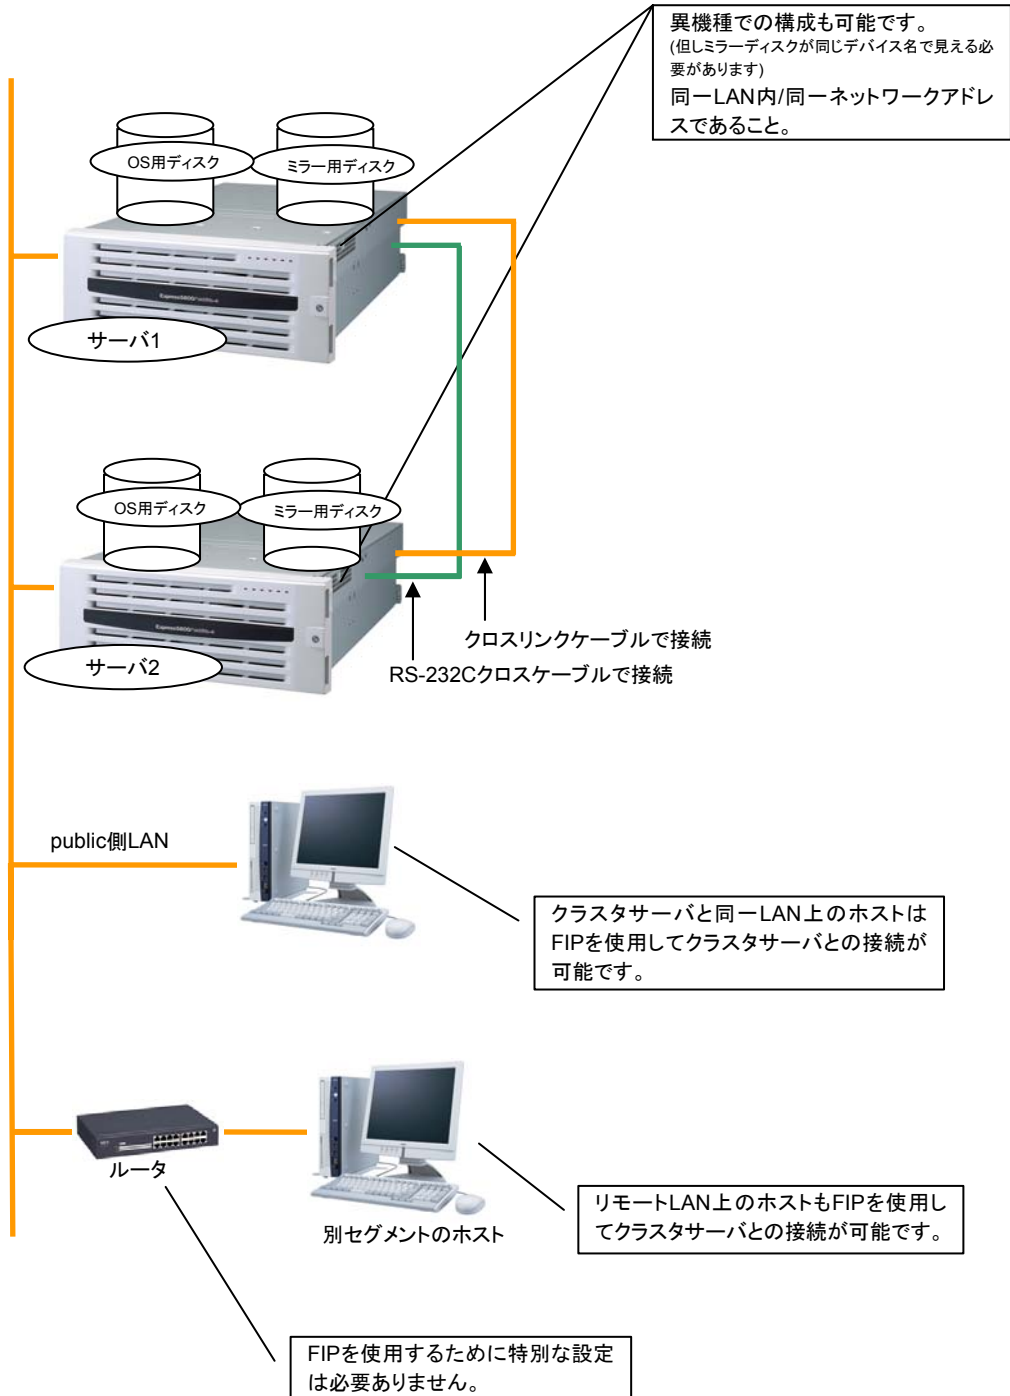 異機種での構成も可能です。
(但しミラーディスクが同じデバイス名で見える必
要があります)
同一LAN内/同一ネットワークアドレ
スであること。
OS用ディスク
ミラー用ディスク
サーバ1
OS用ディスク
ミラー用ディスク
サーバ2
クロスリンクケーブルで接続
RS-232Cクロスケーブルで接続
public側LAN
クラスタサーバと同一LAN上のホストは
FIPを使用してクラスタサーバとの接続が
可能です。
ルータ
別セグメントのホスト
リモートLAN上のホストもFIPを使用し
てクラスタサーバとの接続が可能です。
FIPを使用するために特別な設定
は必要ありません。